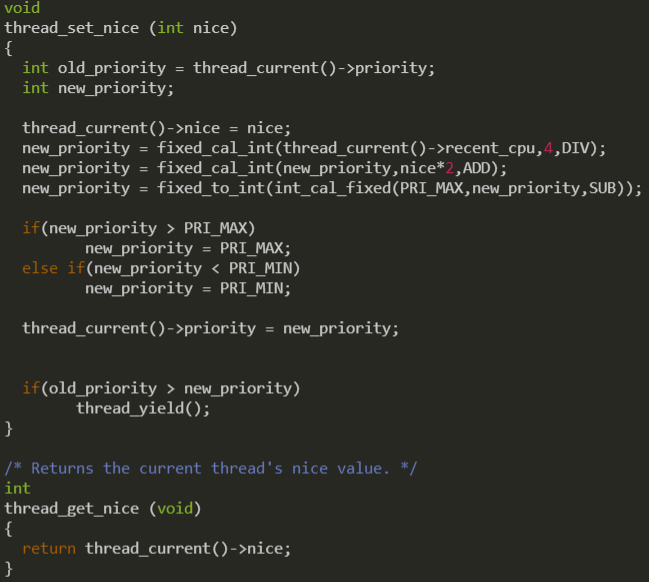 void
thread_set_nice (int nice)
{
  int old_priority = thread_current()->priority;
  int new_priority;

  thread_current()->nice = nice;
  new_priority = fixed_cal_int(thread_current()->recent_cpu,4,DIV);
  new_priority = fixed_cal_int(new_priority,nice*2,ADD);
  new_priority = fixed_to_int(int_cal_fixed(PRI_MAX,new_priority,SUB));

  if(new_priority > PRI_MAX)
         new_priority = PRI_MAX;
  else if(new_priority < PRI_MIN)
         new_priority = PRI_MIN;

  thread_current()->priority = new_priority;


  if(old_priority > new_priority)
        thread_yield();
}

/* Returns the current thread's nice value. */
int
thread_get_nice (void)
{
  return thread_current()->nice;
}